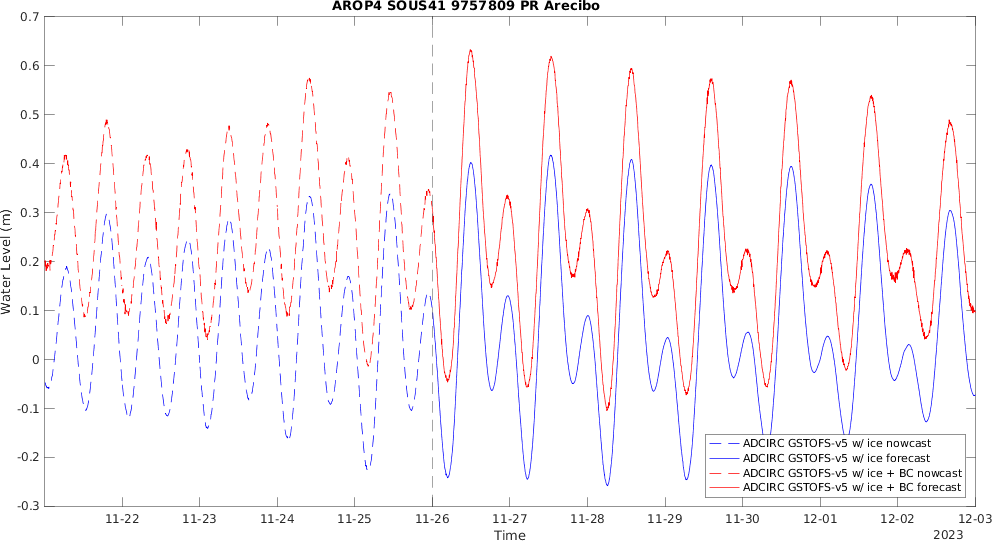 AROP4 SOUS41 9757809 PR Arecibo
0.7
0.6
0.5
0.4
0.3
0.2
0.1
0
-0.1
-0.2
-0.3
Water Level (m)
11-22 11-23 11-24 11-25 11-26 11-27 11-28 11-29 11-30 12-01 12-02 12-03
Time
2023
ADCIRC GSTOFS-v5 w/ ice nowcast
ADCIRC GSTOFS-v5 w/ ice forecast
ADCIRC GSTOFS-v5 w/ ice + BC nowcast
ADCIRC GSTOFS-v5 w/ ice + BC forecast